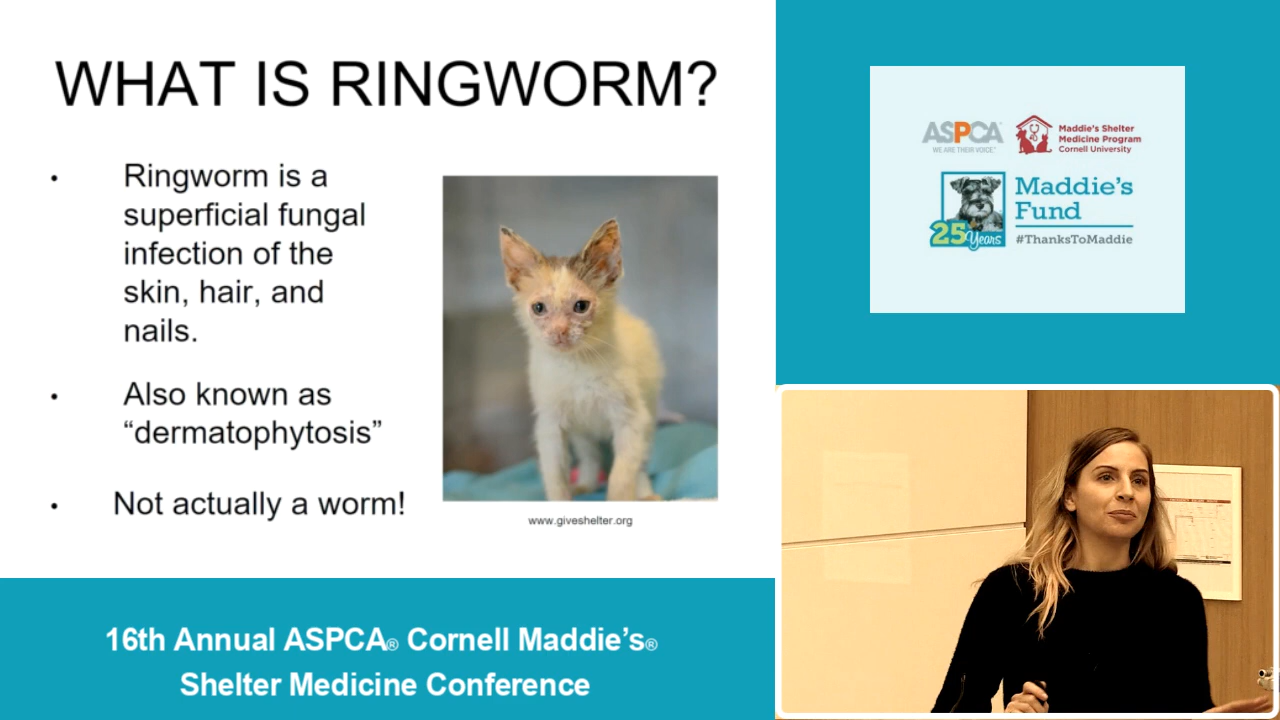 WHAT IS RINGWORM?
• Ringworm is a
superficial fungal
infection of the
skin, hair, and
nails.
• Also known as
“dermatophytosis”
• Not actually a worm!
www.giveshelter.org
16th Annual ASPCA® Cornell Maddie’s®
Shelter Medicine Conference
ASPCA
WE ARE THEIR VOICE.
Maddie's Shelter
Medicine Program
Cornell University
25 Years
Maddie's
Fund
#ThanksToMaddie